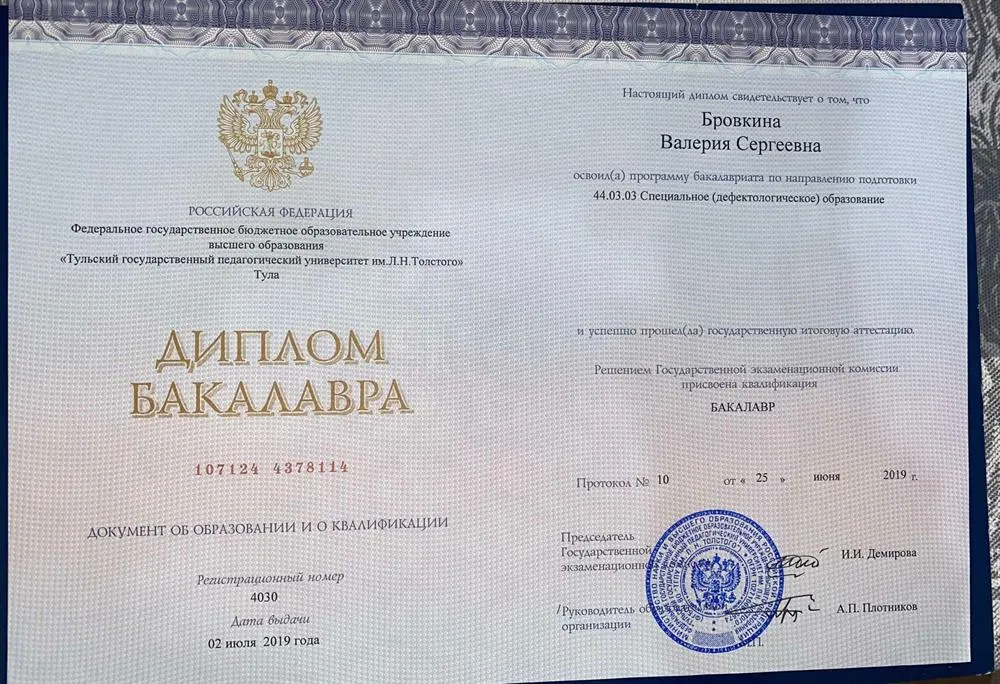 РОССИЙСКАЯ ФЕДЕРАЦИЯ
Федеральное государственное бюджетное образовательное учреждение
высшего образования
«Тульский государственный педагогический университет им.Л.Н.Толстого»
Тула
ДИПЛОМ
БАКАЛАВРА
107124 4378114
ДОКУМЕНТ ОБ ОБРАЗОВАНИИ И О КВАЛИФИКАЦИИ
Регистрационный номер
4030
Дата выдачи
02 июля 2019 года
Настоящий диплом свидетельствует о том, что
Бровкина
Валерия Сергеевна
освоил(а) программу бакалавриата по направлению подготовки
44.03.03 Специальное (дефектологическое) образование
и успешно прошел(ла) государственную итоговую аттестацию.
Решением Государственной экзаменационной комиссии
присвоена квалификация
БАКАЛАВР
Протокол № 10 от « 25 » июня 2019 г.
Председатель
Государственной
экзаменационно
И.И. Демирова
/Руководитель об
организации
А.П. Плотников